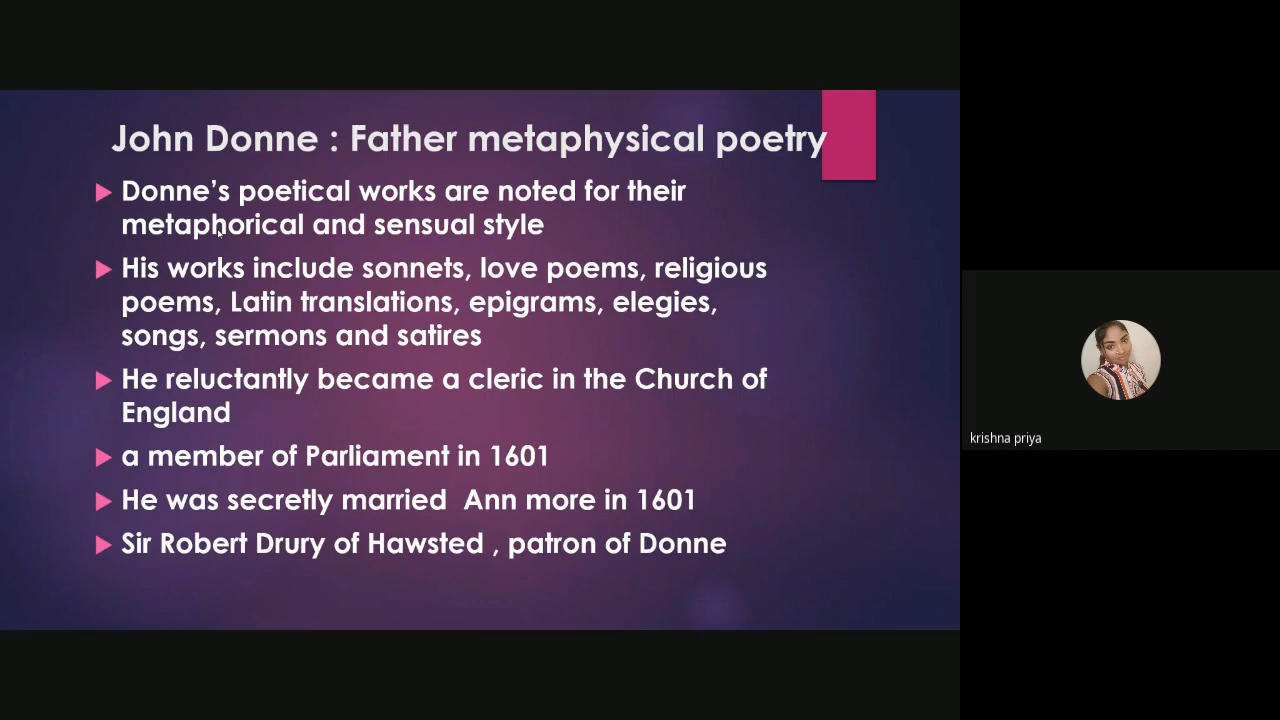 John Donne : Father metaphysical poetry
Donne’s poetical works are noted for their
metaphorical and sensual style
His works include sonnets, love poems, religious
poems, Latin translations, epigrams, elegies,
songs, sermons and satires
He reluctantly became a cleric in the Church of
England
a member of Parliament in 1601
He was secretly married  Ann more in 1601
Sir Robert Drury of Hawsted , patron of Donne
krishna priya